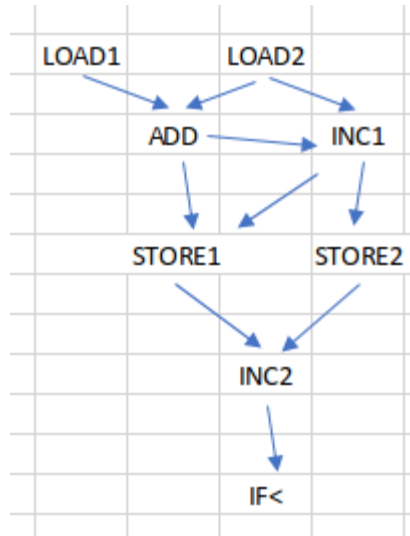 LOAD1 LOAD2
ADD INC1
STORE1 STORE2
INC2
IF<